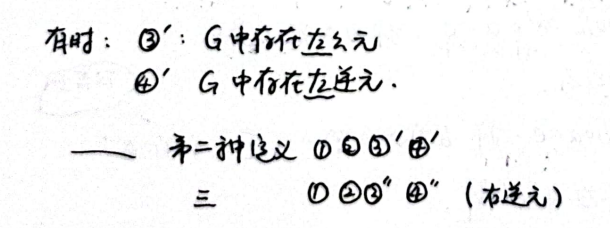 有时：③′：G中存在左幺元
④′ G中存在左逆元．
—— 第二种定义 ①②③′④′
三 ①②③″④″（右逆元）